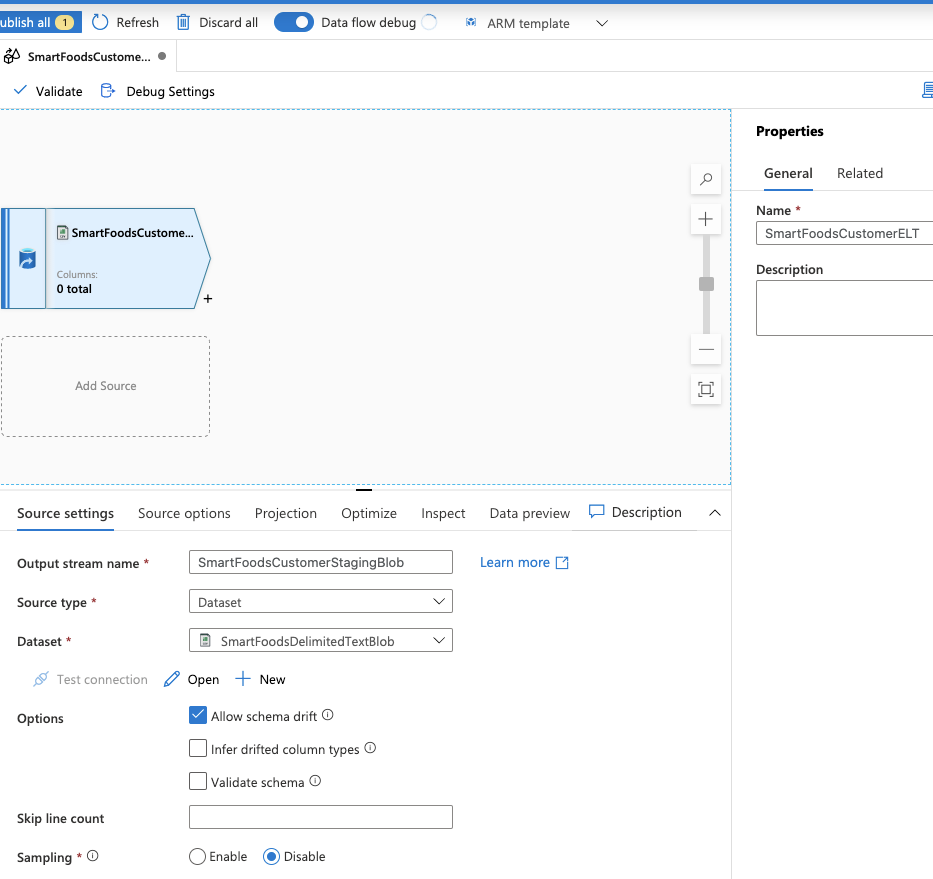 ublish all 1 Refresh Discard all Data flow debug ARM template
SmartFoodsCustome...
Validate Debug Settings
Properties
General Related
Name *
SmartFoodsCustomerELT
Description
SmartFoodsCustome...
Columns:
0 total
+
Add Source
Source settings Source options Projection Optimize Inspect Data preview Description
Output stream name * SmartFoodsCustomerStagingBlob Learn more
Source type * Dataset
Dataset * SmartFoodsDelimitedTextBlob
Test connection Open New
Options Allow schema drift
Infer drifted column types
Validate schema
Skip line count
Sampling * Enable Disable